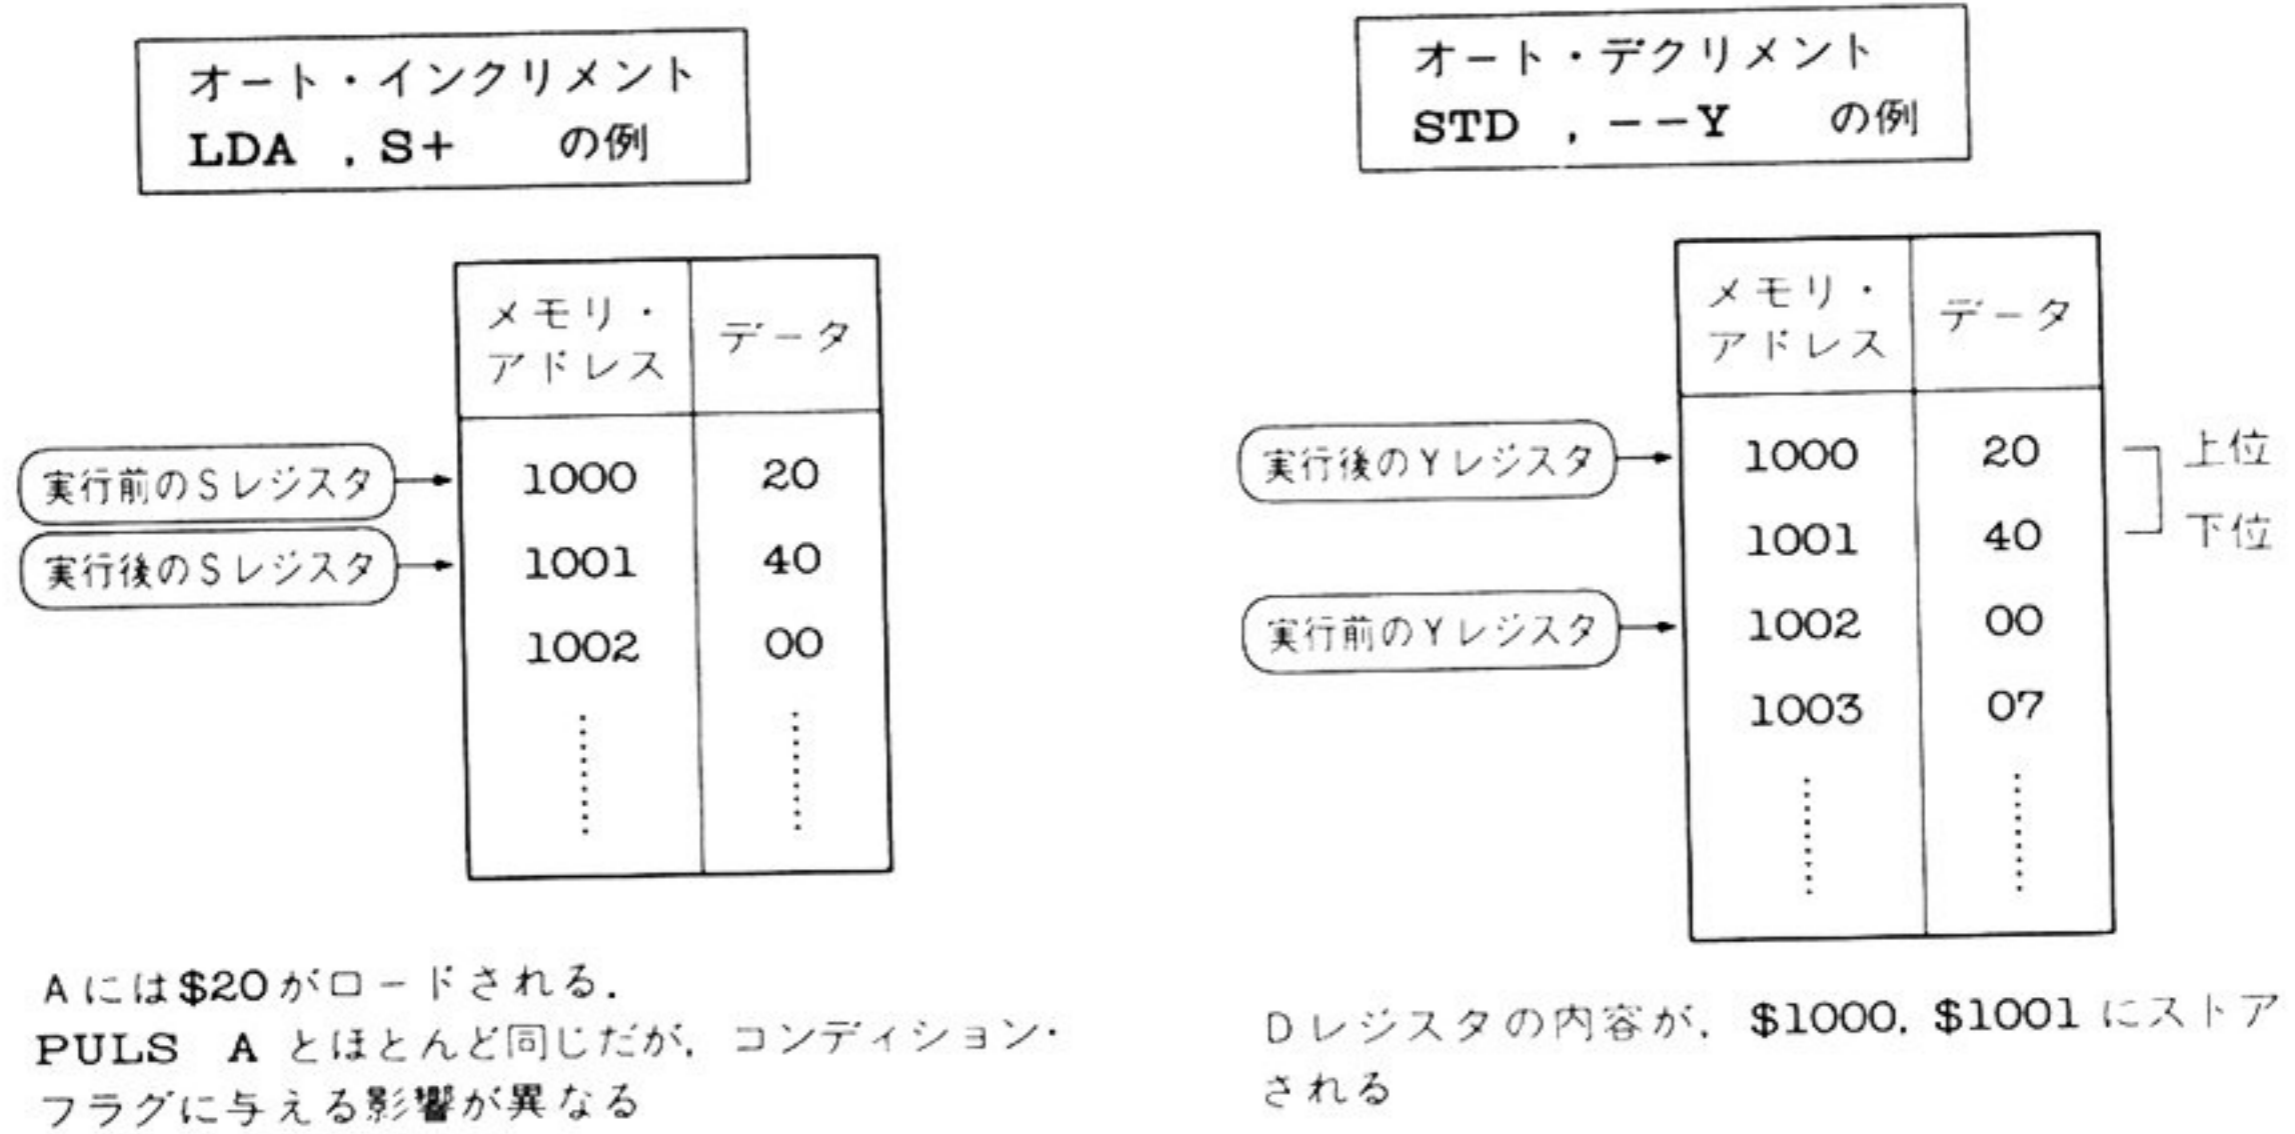 オート・インクリメント
LDA , S+ の例
メモリ・
アドレス
データ
実行前のSレジスタ
1000 20
実行後のSレジスタ
1001 40
1002 00
Aには$20がロードされる.
PULS A とほとんど同じだが, コンディション・
フラグに与える影響が異なる
オート・デクリメント
STD , --Y の例
メモリ・
アドレス
データ
実行後のYレジスタ
1000 20 上位
1001 40 下位
実行前のYレジスタ
1002 00
1003 07
Dレジスタの内容が, $1000, $1001 にストア
される